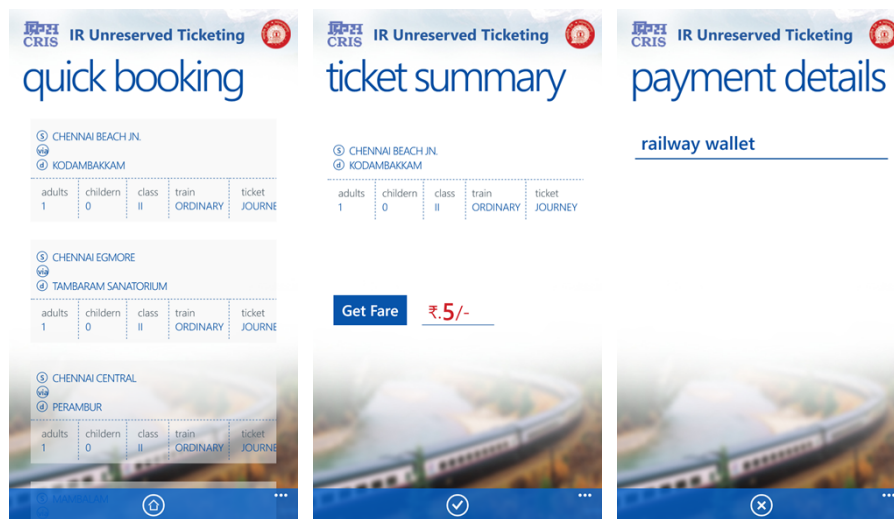 क्रिस
CRIS
IR Unreserved Ticketing
quick booking
S CHENNAI BEACH JN.
via
d KODAMBAKKAM
adults childern class train ticket
1 0 II ORDINARY JOURNE
S CHENNAI EGMORE
via
d TAMBARAM SANATORIUM
adults childern class train ticket
1 0 II ORDINARY JOURNE
S CHENNAI CENTRAL
via
d PERAMBUR
adults childern class train ticket
1 0 II ORDINARY JOURNE
S MAMBALAM
क्रिस
CRIS
IR Unreserved Ticketing
ticket summary
S CHENNAI BEACH JN.
d KODAMBAKKAM
adults childern class train ticket
1 0 II ORDINARY JOURNEY
Get Fare ₹.5/-
क्रिस
CRIS
IR Unreserved Ticketing
payment details
railway wallet